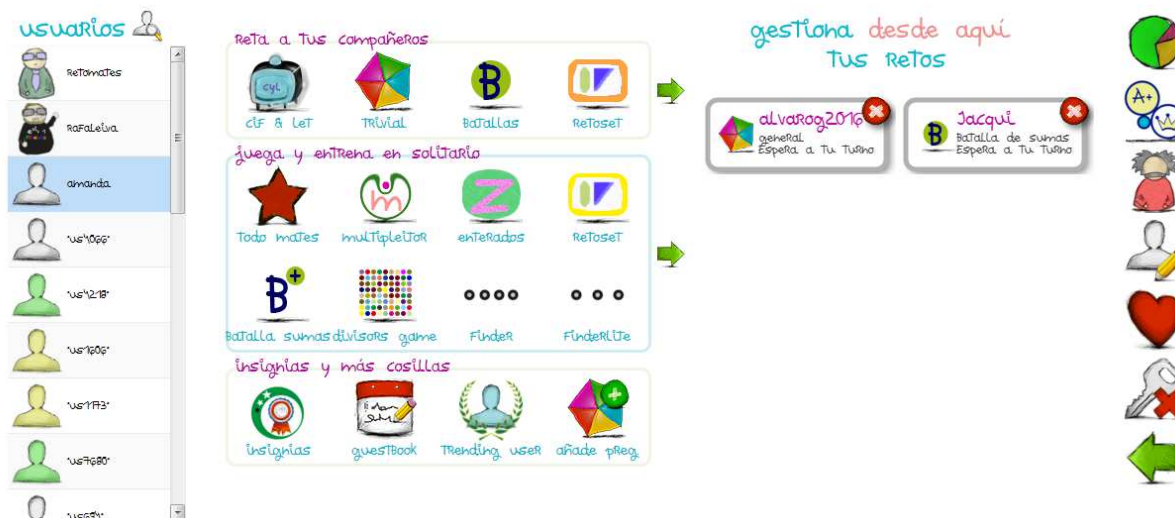 usuarios
Retomates
RafaLeiva
amanda
"us4066"
"us4218"
"us1606"
"us1173"
"us7680"
Reta a tus compañeros
cyl
cif & let
Trivial
Batallas
Retoset
juega y entrena en solitario
Todo mates
multipleitor
enterados
Retoset
Batalla sumas
divisors game
Finder
Finderlite
insignias y más cosillas
insignias
guestbook
Trending user
añade preg
gestiona desde aquí
tus retos
alvarog2016
general
Espera a tu turno
Jacqui
Batalla de sumas
Espera a tu turno
A+